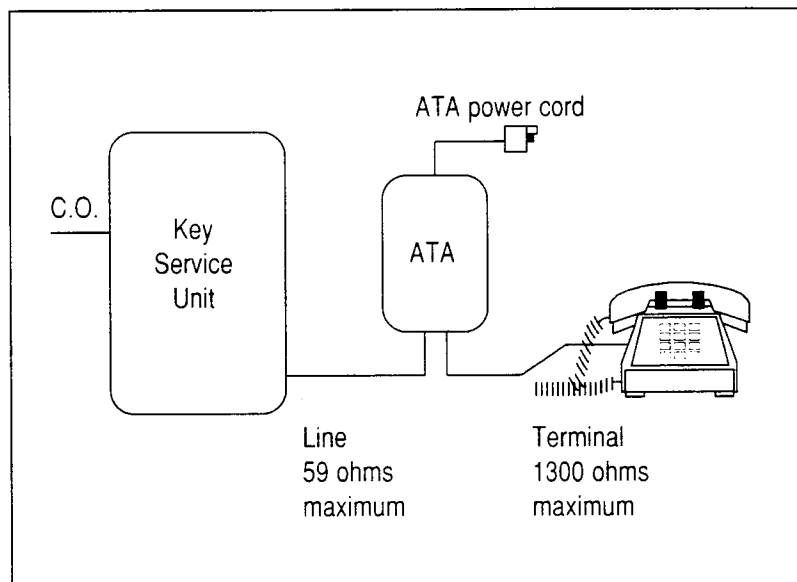 ATA power cord
C.O.
Key
Service
Unit
ATA
Line
59 ohms
maximum
Terminal
1300 ohms
maximum